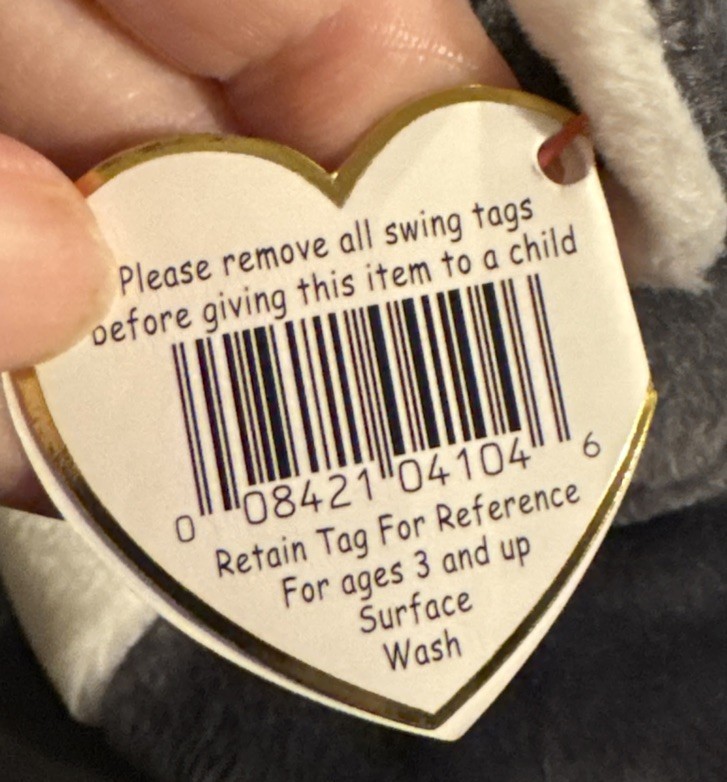 Please remove all swing tags
before giving this item to a child
0 08421 04104 6
Retain Tag For Reference
For ages 3 and up
Surface
Wash